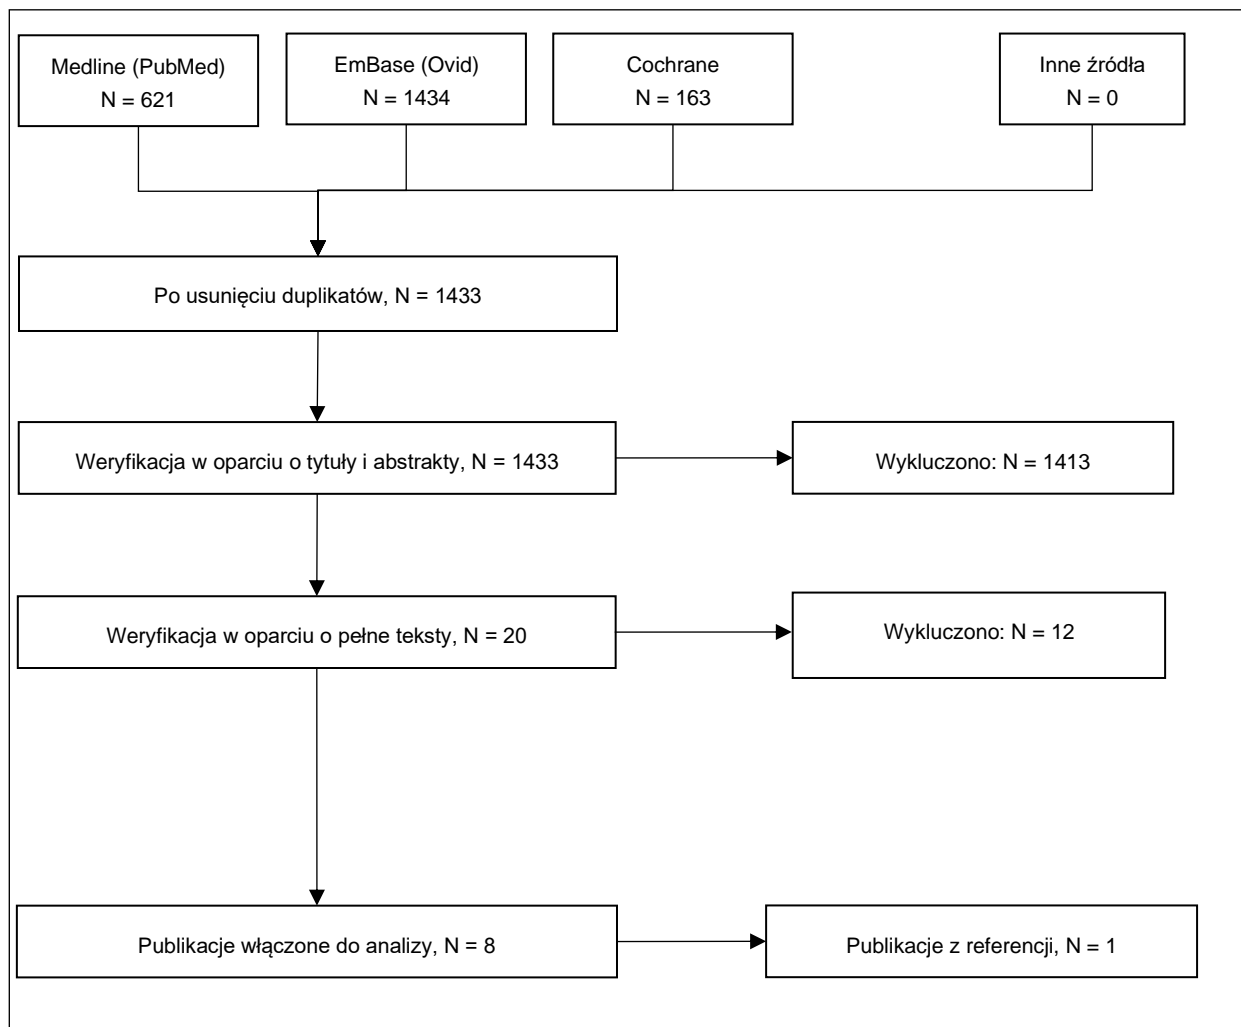 Medline (PubMed)
N = 621
EmBase (Ovid)
N = 1434
Cochrane
N = 163
Inne źródła
N = 0
Po usunięciu duplikatów, N = 1433
Weryfikacja w oparciu o tytuły i abstrakty, N = 1433
Wykluczono: N = 1413
Weryfikacja w oparciu o pełne teksty, N = 20
Wykluczono: N = 12
Publikacje włączone do analizy, N = 8
Publikacje z referencji, N = 1